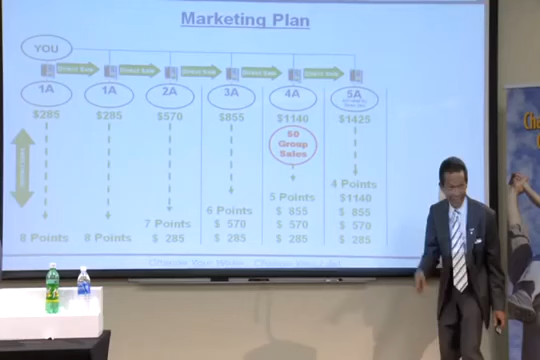 Marketing Plan
YOU
Direct Sale Direct Sale Direct Sale Direct Sale Direct Sale
1A 1A 2A 3A 4A 5A
$285 $285 $570 $855 $1140 $1425
50
Group
Sales
4 Points
5 Points $1140
6 Points $ 855 $ 855
7 Points $ 570 $ 570 $ 570
8 Points 8 Points $ 285 $ 285 $ 285 $ 285